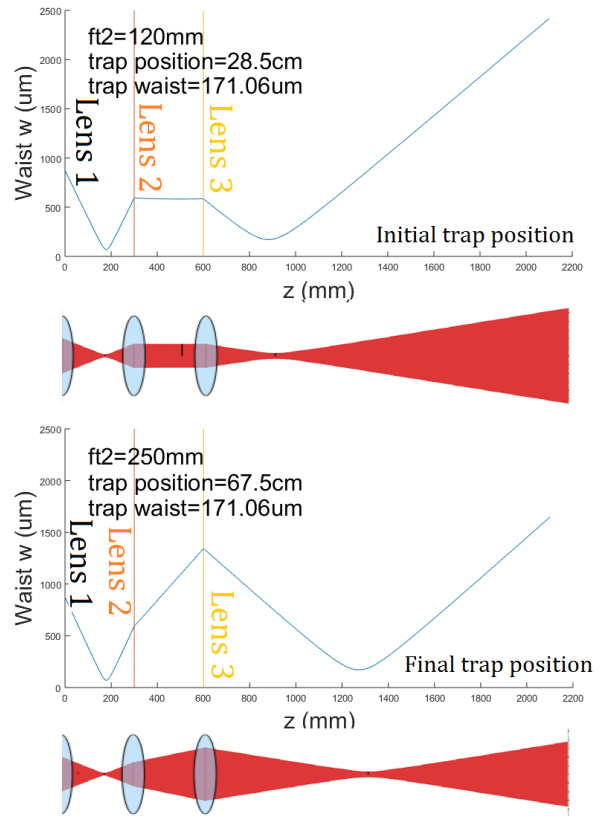 2500
2000
1500
1000
500
0
Waist w (um)
ft2=120mm
trap position=28.5cm
trap waist=171.06um
Lens 1
Lens 2
Lens 3
Initial trap position
0 200 400 600 800 1000 1200 1400 1600 1800 2000 2200
z (mm)
2500
2000
1500
1000
500
0
Waist w (um)
ft2=250mm
trap position=67.5cm
trap waist=171.06um
Lens 1
Lens 2
Lens 3
Final trap position
0 200 400 600 800 1000 1200 1400 1600 1800 2000 2200
z (mm)